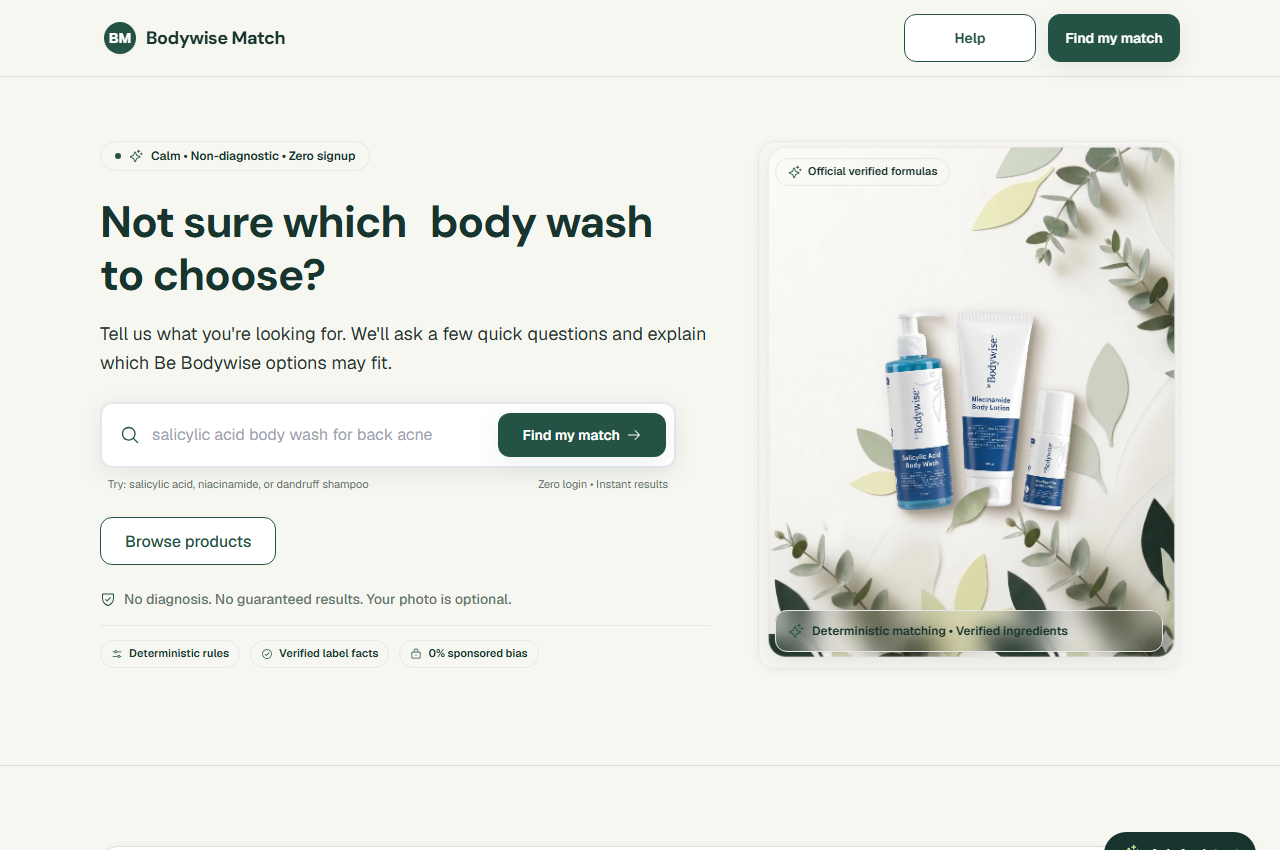 BM Bodywise Match
Help
Find my match
Calm • Non-diagnostic • Zero signup
Not sure which body wash
to choose?
Tell us what you're looking for. We'll ask a few quick questions and explain
which Be Bodywise options may fit.
salicylic acid body wash for back acne
Find my match →
Try: salicylic acid, niacinamide, or dandruff shampoo
Zero login • Instant results
Browse products
No diagnosis. No guaranteed results. Your photo is optional.
Deterministic rules
Verified label facts
0% sponsored bias
Official verified formulas
be Bodywise
Salicylic Acid
Body Wash
be Bodywise
Niacinamide
Body Lotion
Bodywise
Deterministic matching • Verified ingredients